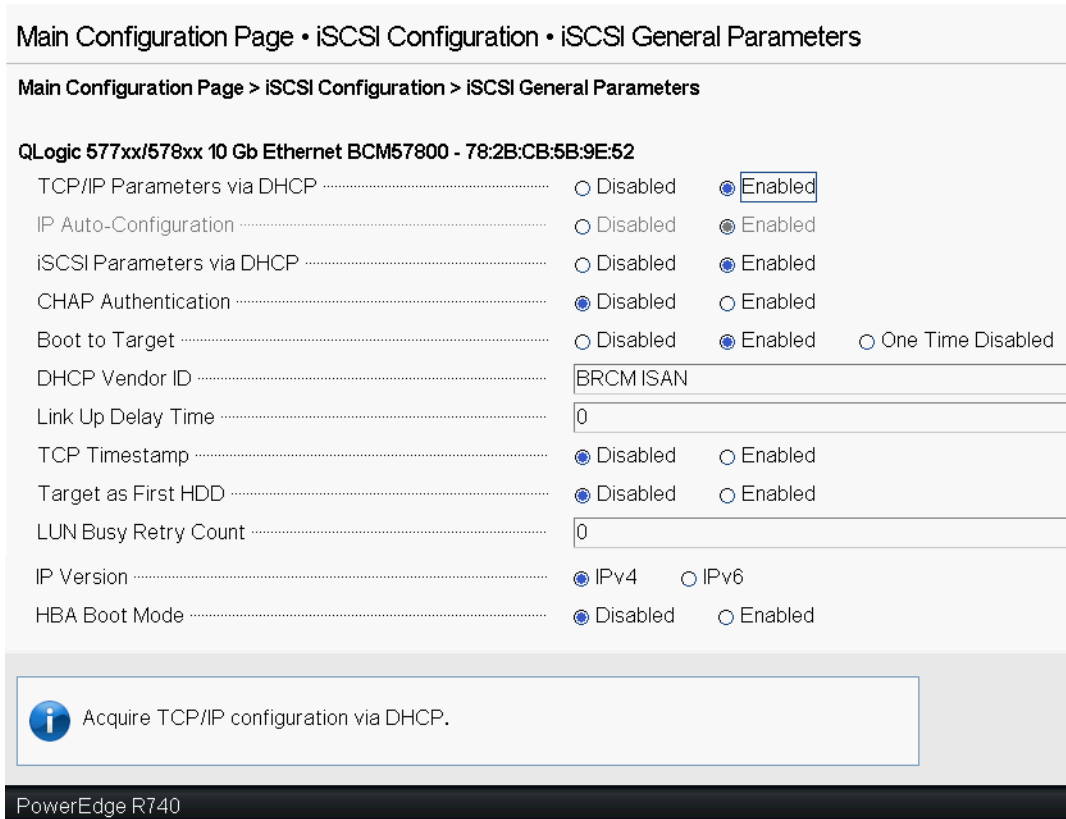 Main Configuration Page • iSCSI Configuration • iSCSI General Parameters
Main Configuration Page > iSCSI Configuration > iSCSI General Parameters
QLogic 577xx/578xx 10 Gb Ethernet BCM57800 - 78:2B:CB:5B:9E:52
TCP/IP Parameters via DHCP Disabled Enabled
IP Auto-Configuration Disabled Enabled
iSCSI Parameters via DHCP Disabled Enabled
CHAP Authentication Disabled Enabled
Boot to Target Disabled Enabled One Time Disabled
DHCP Vendor ID BRCM ISAN
Link Up Delay Time 0
TCP Timestamp Disabled Enabled
Target as First HDD Disabled Enabled
LUN Busy Retry Count 0
IP Version IPv4 IPv6
HBA Boot Mode Disabled Enabled
Acquire TCP/IP configuration via DHCP.
PowerEdge R740